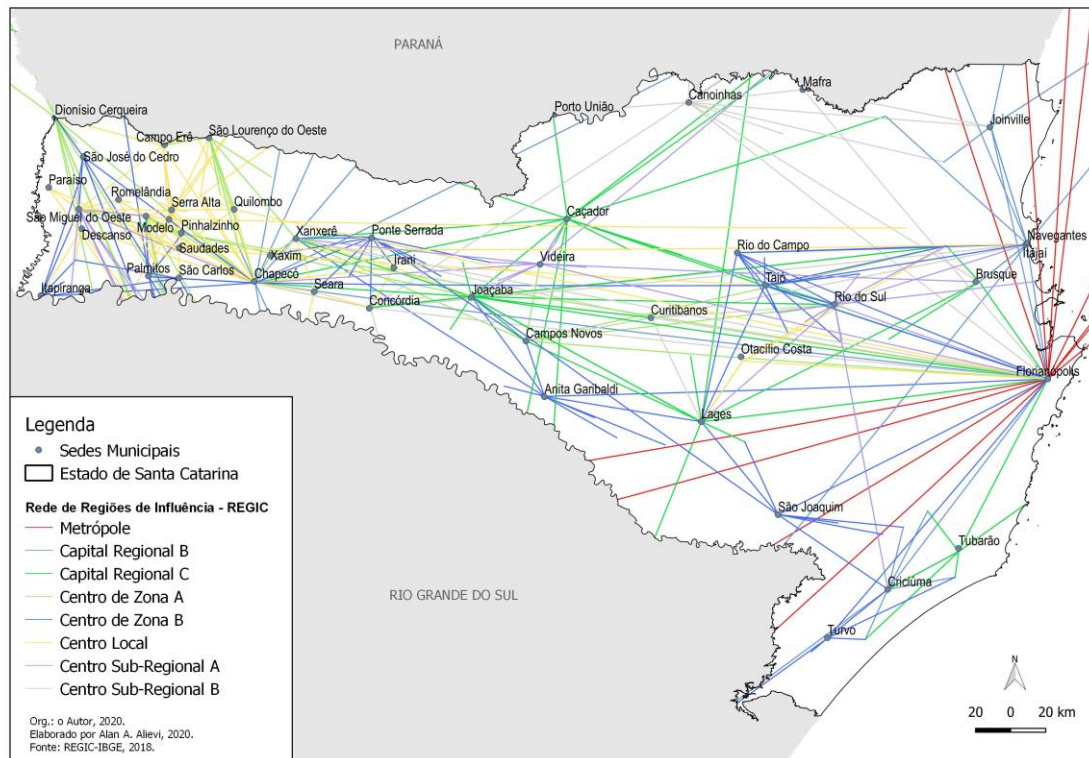 PARANÁ
Mafra
Canoinhas
Porto União
Dionísio Cerqueira
Joinville
São Lourenço do Oeste
Campo Erê
São José do Cedro
Paraíso
Romelândia
Serra Alta
Quilombo
São Miguel do Oeste
Caçador
Modelo
Pinhalzinho
Descanso
Xanxerê
Ponte Serrada
Navegantes
Saudades
Rio do Campo
Itajaí
Xaxim
Irani
Videira
Palmitos
São Carlos
Chapecó
Taió
Brusque
Itapiranga
Seara
Joaçaba
Rio do Sul
Concórdia
Curitibanos
Campos Novos
Otacílio Costa
Florianópolis
Anita Garibaldi
Lages
São Joaquim
Tubarão
Criciúma
RIO GRANDE DO SUL
Turvo
Legenda
Sedes Municipais
Estado de Santa Catarina
Rede de Regiões de Influência - REGIC
Metrópole
Capital Regional B
Capital Regional C
Centro de Zona A
Centro de Zona B
Centro Local
Centro Sub-Regional A
Centro Sub-Regional B
Org.: o Autor, 2020.
Elaborado por Alan A. Alievi, 2020.
Fonte: REGIC-IBGE, 2018.
N
20 0 20 km